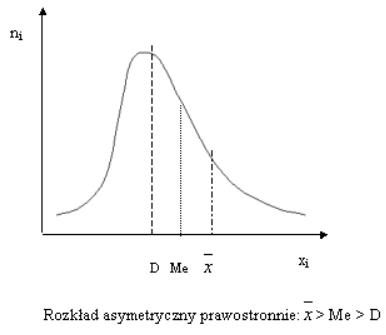 nᵢ
D Me x̅
xᵢ
Rozkład asymetryczny prawostronnie: x̅ > Me > D